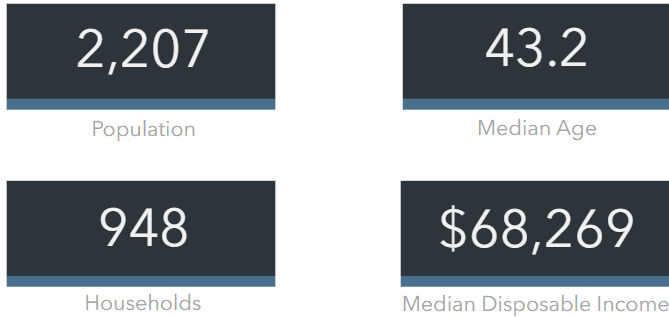 2,207
43.2
Population
Median Age
948
$68,269
Households
Median Disposable Income